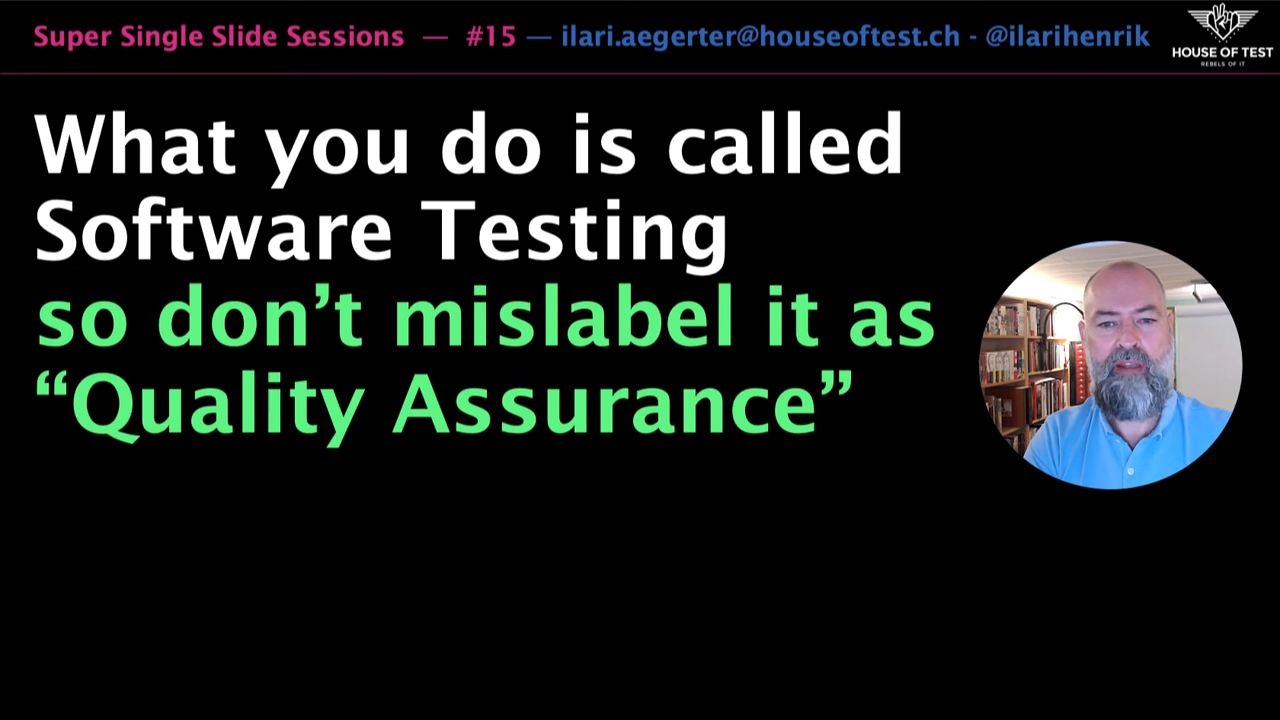 Super Single Slide Sessions — #15 — ilari.aegerter@houseoftest.ch - @ilarihenrik
HOUSE OF TEST
REBELS OF IT
What you do is called
Software Testing
so don’t mislabel it as
“Quality Assurance”